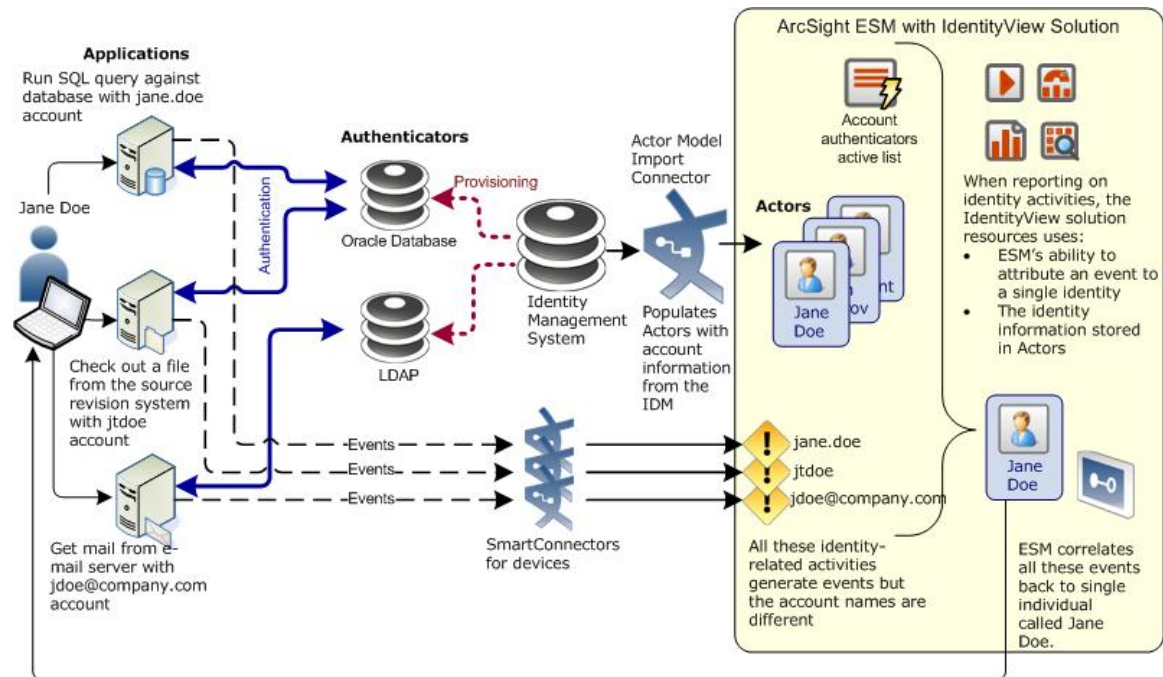 ArcSight ESM with IdentityView Solution
Applications
Run SQL query against
database with jane.doe
account
Jane Doe
Authentication
Check out a file
from the source
revision system
with jtdoe
account
Get mail from e-
mail server with
jdoe@company.com
account
Authenticators
Oracle Database
LDAP
Provisioning
Identity
Management
System
Actor Model
Import
Connector
Populates
Actors with
account
information
from the
IDM
Events
Events
Events
SmartConnectors
for devices
Account
authenticators
active list
Actors
Jane
Doe
ov
nt
jane.doe
jtdoe
jdoe@company.com
All these identity-
related activities
generate events but
the account names are
different
When reporting on
identity activities, the
IdentityView solution
resources uses:
• ESM's ability to
attribute an event to
a single identity
• The identity
information stored
in Actors
Jane
Doe
ESM correlates
all these events
back to single
individual
called Jane
Doe.